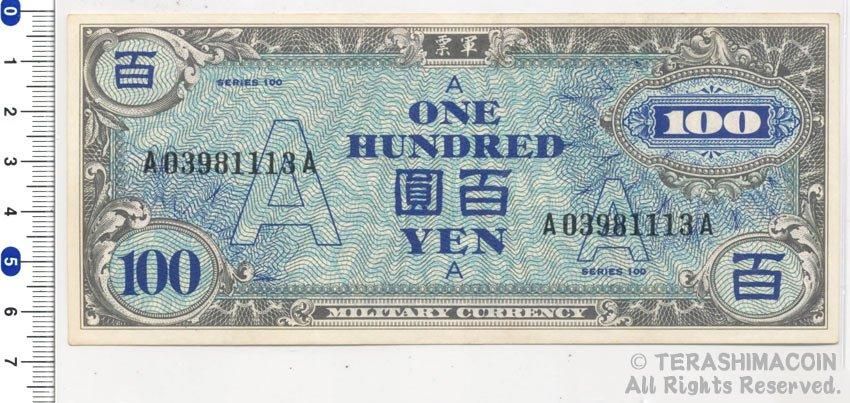 0
1
2
3
4
5
6
7
票軍
百
SERIES 100
A
ONE
HUNDRED
圓百
YEN
A
100
A
A03981113A
A
A03981113A
SERIES 100
100
百
MILITARY CURRENCY
© TERASHIMACOIN
All Rights Reserved.